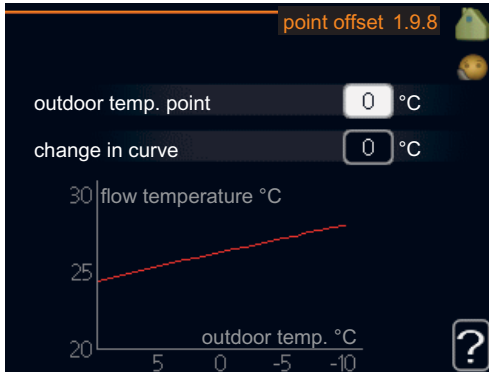 point offset 1.9.8
outdoor temp. point 0 °C
change in curve 0 °C
30 flow temperature °C
25
outdoor temp. °C
20
5 0 -5 -10
?